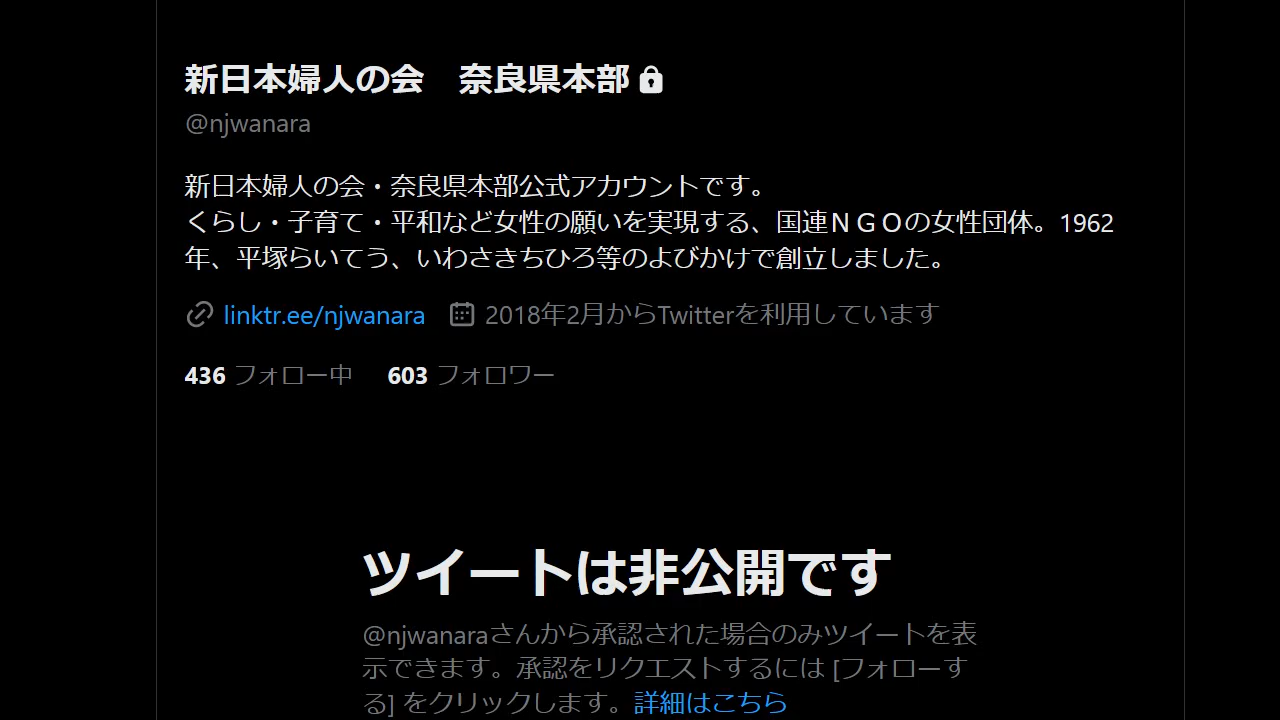 新日本婦人の会　奈良県本部
@njwanara
新日本婦人の会・奈良県本部公式アカウントです。
くらし・子育て・平和など女性の願いを実現する、国連ＮＧＯの女性団体。1962
年、平塚らいてう、いわさきちひろ等のよびかけで創立しました。
linktr.ee/njwanara 2018年2月からTwitterを利用しています
436 フォロー中 603 フォロワー
ツイートは非公開です
@njwanaraさんから承認された場合のみツイートを表
示できます。承認をリクエストするには [フォローす
る] をクリックします。詳細はこちら